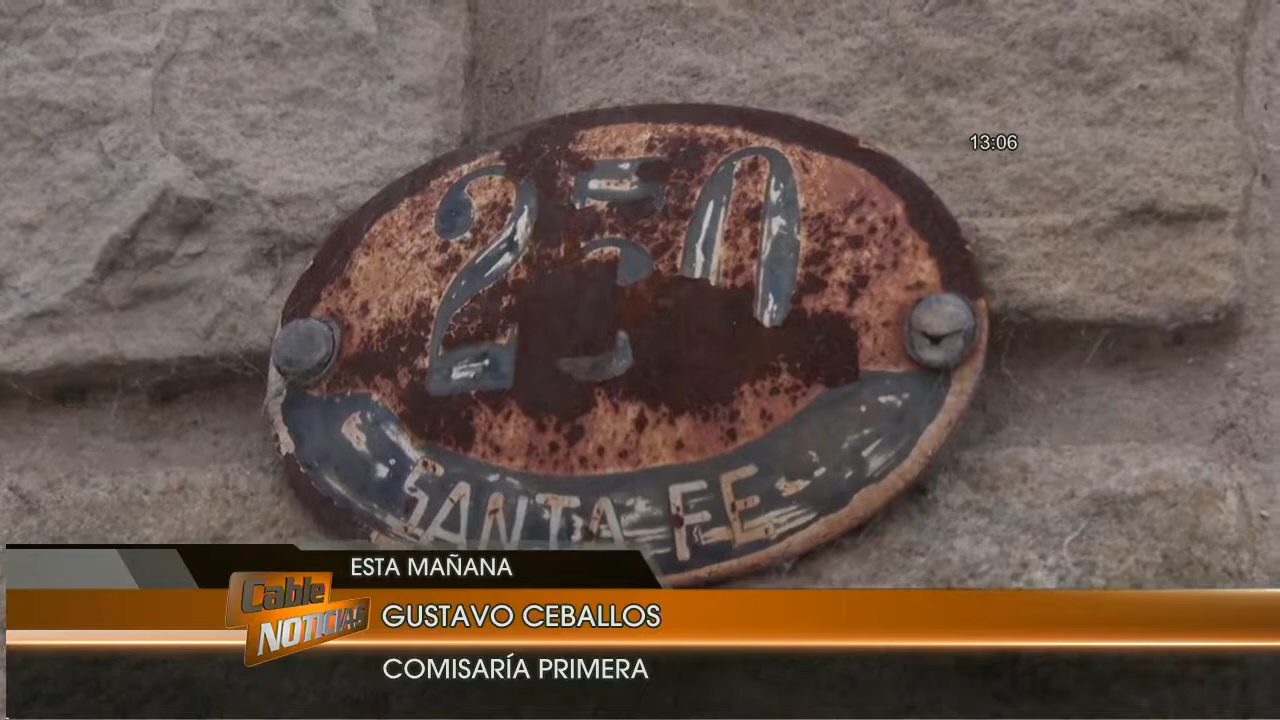 13:06
250
SANTA FE
ESTA MAÑANA
Cable
NOTICIAS
GUSTAVO CEBALLOS
COMISARÍA PRIMERA